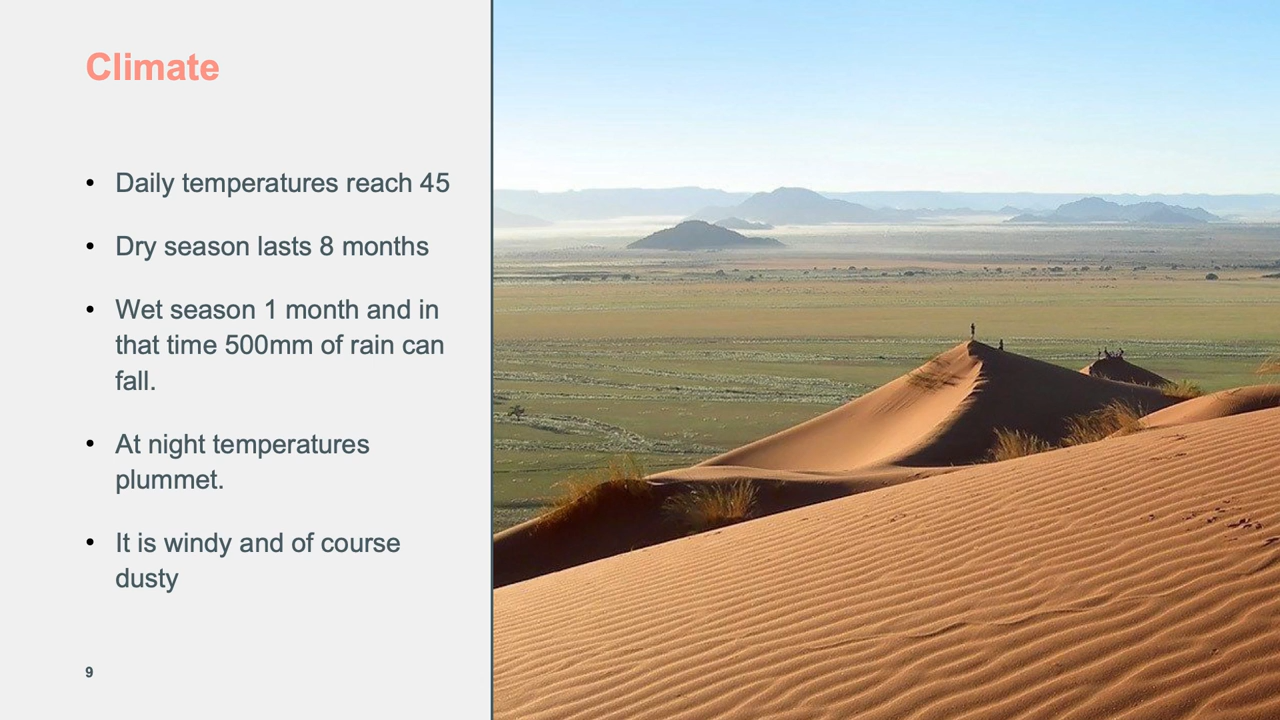 Climate
• Daily temperatures reach 45
• Dry season lasts 8 months
• Wet season 1 month and in
that time 500mm of rain can
fall.
• At night temperatures
plummet.
• It is windy and of course
dusty
9